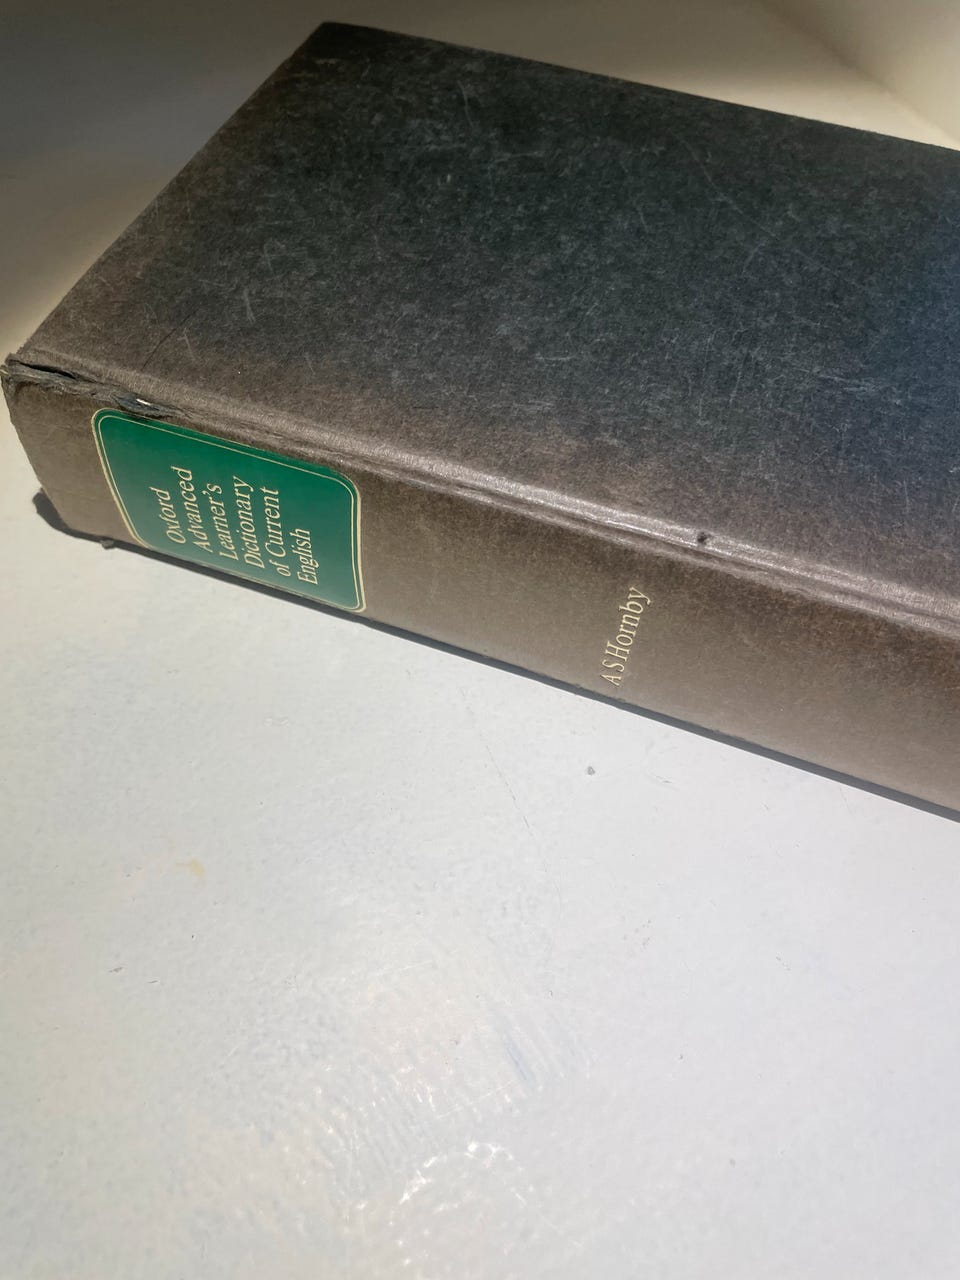 Oxford
Advanced
Learner's
Dictionary
of Current
English
A S Hornby